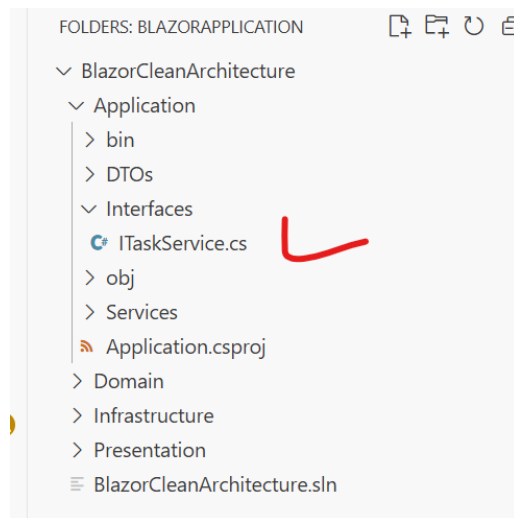 FOLDERS: BLAZORAPPLICATION
BlazorCleanArchitecture
Application
bin
DTOs
Interfaces
C# ITaskService.cs
obj
Services
Application.csproj
Domain
Infrastructure
Presentation
BlazorCleanArchitecture.sln